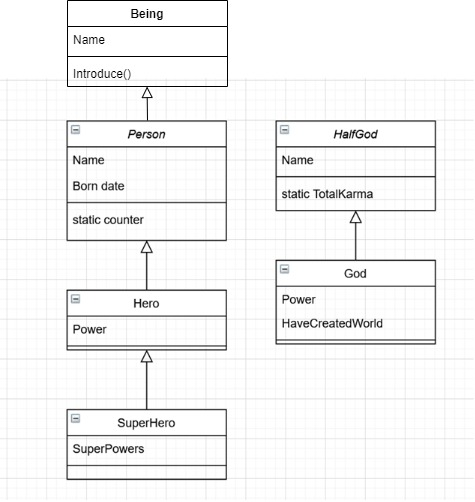 Being
Name
Introduce()
Person
Name
Born date
static counter
Hero
Power
SuperHero
SuperPowers
HalfGod
Name
static TotalKarma
God
Power
HaveCreatedWorld